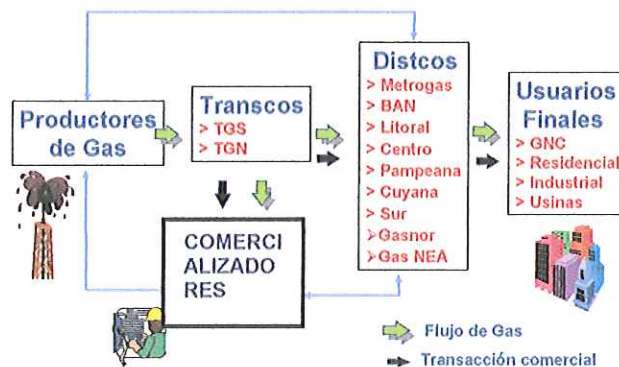 Productores
de Gas
Transcos
> TGS
> TGN
Distcos
> Metrogas
> BAN
> Litoral
> Centro
> Pampeana
> Cuyana
> Sur
>Gasnor
>Gas NEA
Usuarios
Finales
> GNC
> Residencial
> Industrial
> Usinas
COMERCI
ALIZADO
RES
Flujo de Gas
Transacción comercial